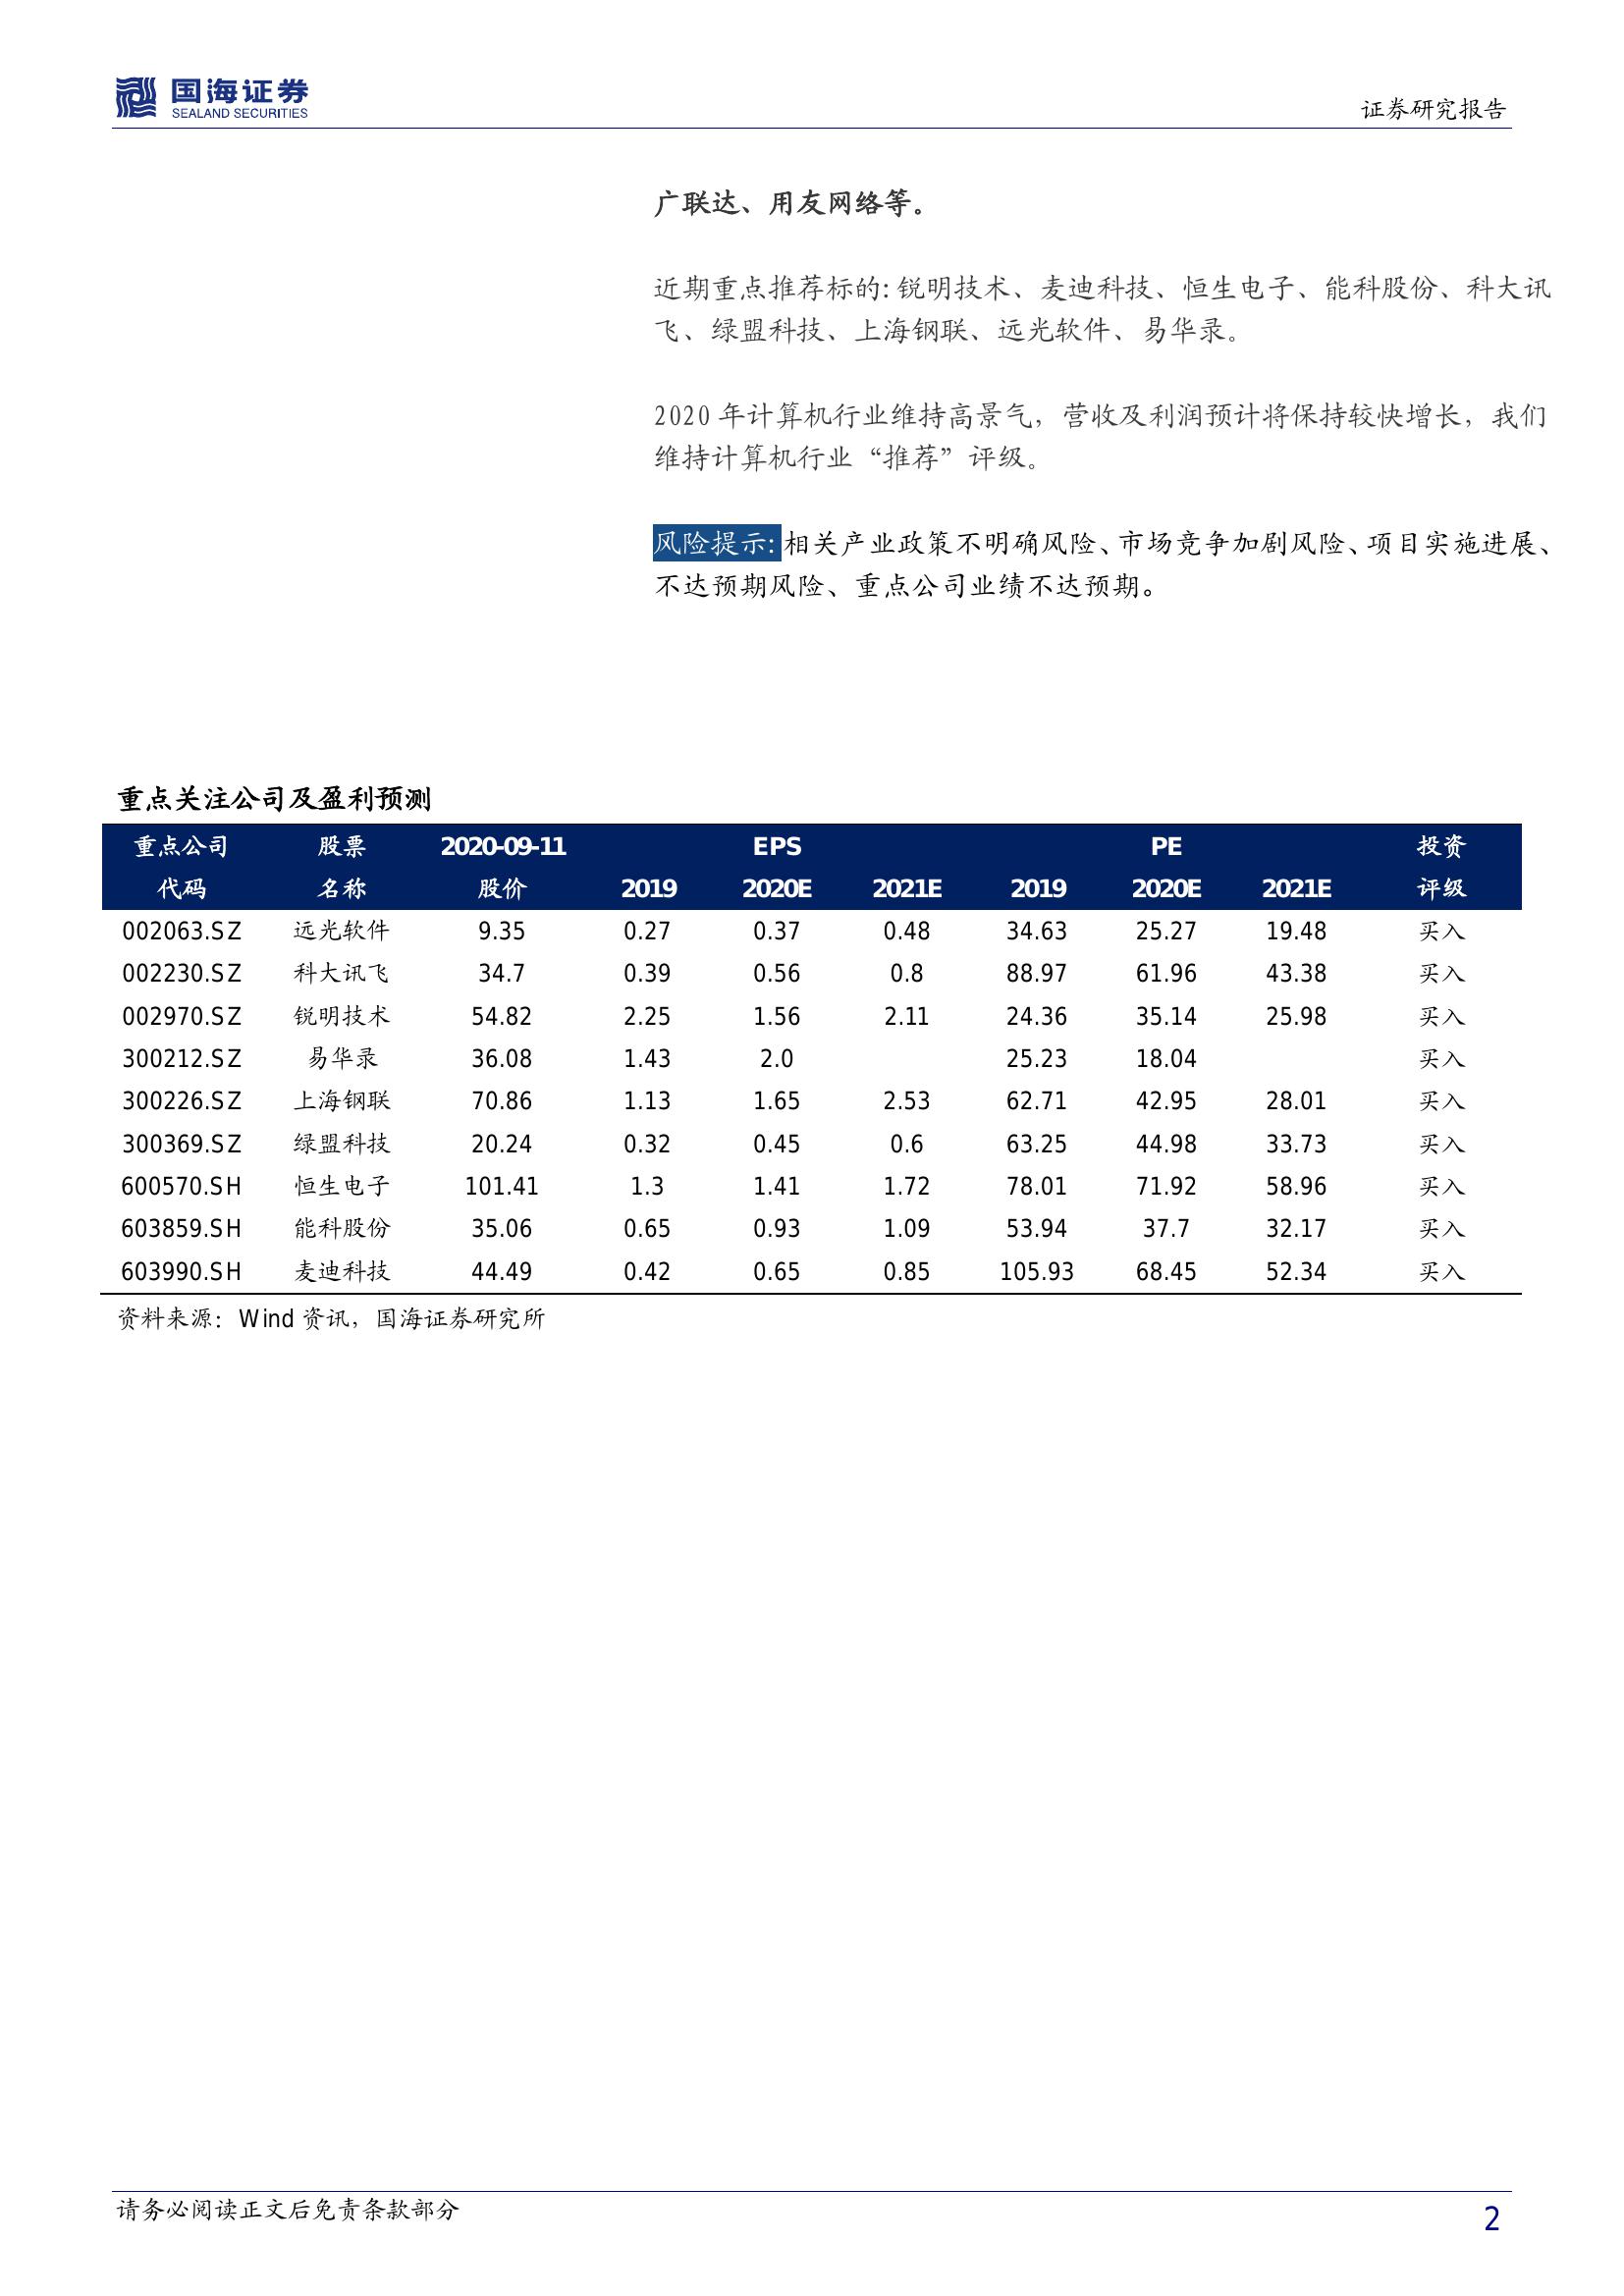 国海证券
SEALAND SECURITIES
证券研究报告
广联达、用友网络等。
近期重点推荐标的:锐明技术、麦迪科技、恒生电子、能科股份、科大讯
飞、绿盟科技、上海钢联、远光软件、易华录。
2020 年计算机行业维持高景气，营收及利润预计将保持较快增长，我们
维持计算机行业“推荐”评级。
风险提示:相关产业政策不明确风险、市场竞争加剧风险、项目实施进展、
不达预期风险、重点公司业绩不达预期。
重点关注公司及盈利预测
重点公司 股票 2020-09-11 EPS PE 投资
代码 名称 股价 2019 2020E 2021E 2019 2020E 2021E 评级
002063.SZ 远光软件 9.35 0.27 0.37 0.48 34.63 25.27 19.48 买入
002230.SZ 科大讯飞 34.7 0.39 0.56 0.8 88.97 61.96 43.38 买入
002970.SZ 锐明技术 54.82 2.25 1.56 2.11 24.36 35.14 25.98 买入
300212.SZ 易华录 36.08 1.43 2.0 25.23 18.04 买入
300226.SZ 上海钢联 70.86 1.13 1.65 2.53 62.71 42.95 28.01 买入
300369.SZ 绿盟科技 20.24 0.32 0.45 0.6 63.25 44.98 33.73 买入
600570.SH 恒生电子 101.41 1.3 1.41 1.72 78.01 71.92 58.96 买入
603859.SH 能科股份 35.06 0.65 0.93 1.09 53.94 37.7 32.17 买入
603990.SH 麦迪科技 44.49 0.42 0.65 0.85 105.93 68.45 52.34 买入
资料来源：Wind 资讯，国海证券研究所
请务必阅读正文后免责条款部分
2